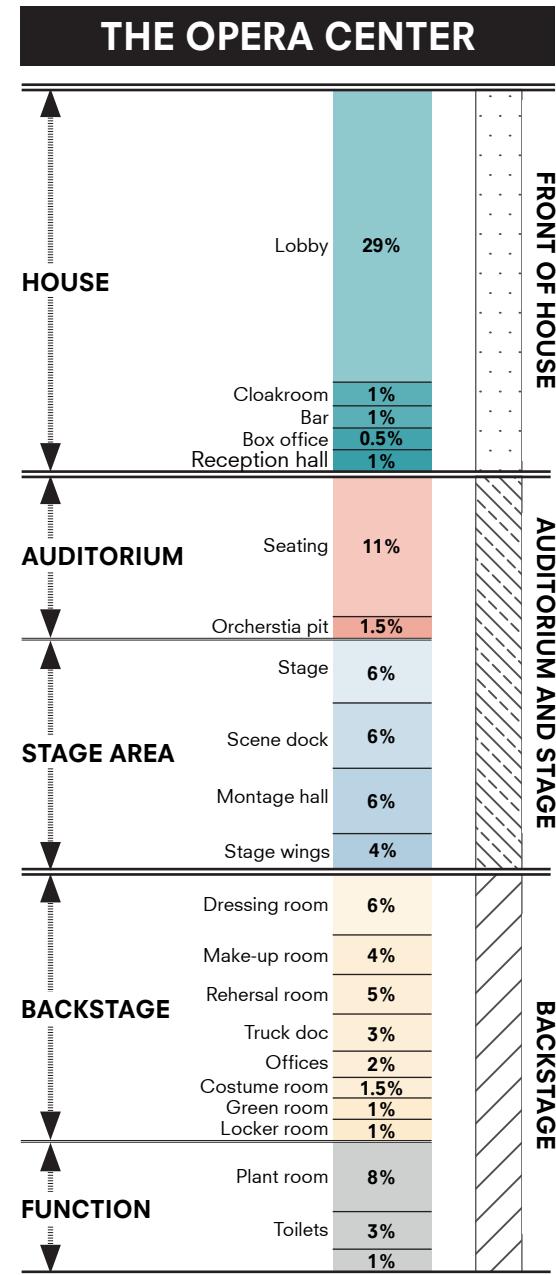 THE OPERA CENTER
HOUSE
Lobby 29%
Cloakroom 1%
Bar 1%
Box office 0.5%
Reception hall 1%
FRONT OF HOUSE
AUDITORIUM
Seating 11%
Orcherstia pit 1.5%
STAGE AREA
Stage 6%
Scene dock 6%
Montage hall 6%
Stage wings 4%
AUDITORIUM AND STAGE
BACKSTAGE
Dressing room 6%
Make-up room 4%
Rehersal room 5%
Truck doc 3%
Offices 2%
Costume room 1.5%
Green room 1%
Locker room 1%
FUNCTION
Plant room 8%
Toilets 3%
1%
BACKSTAGE